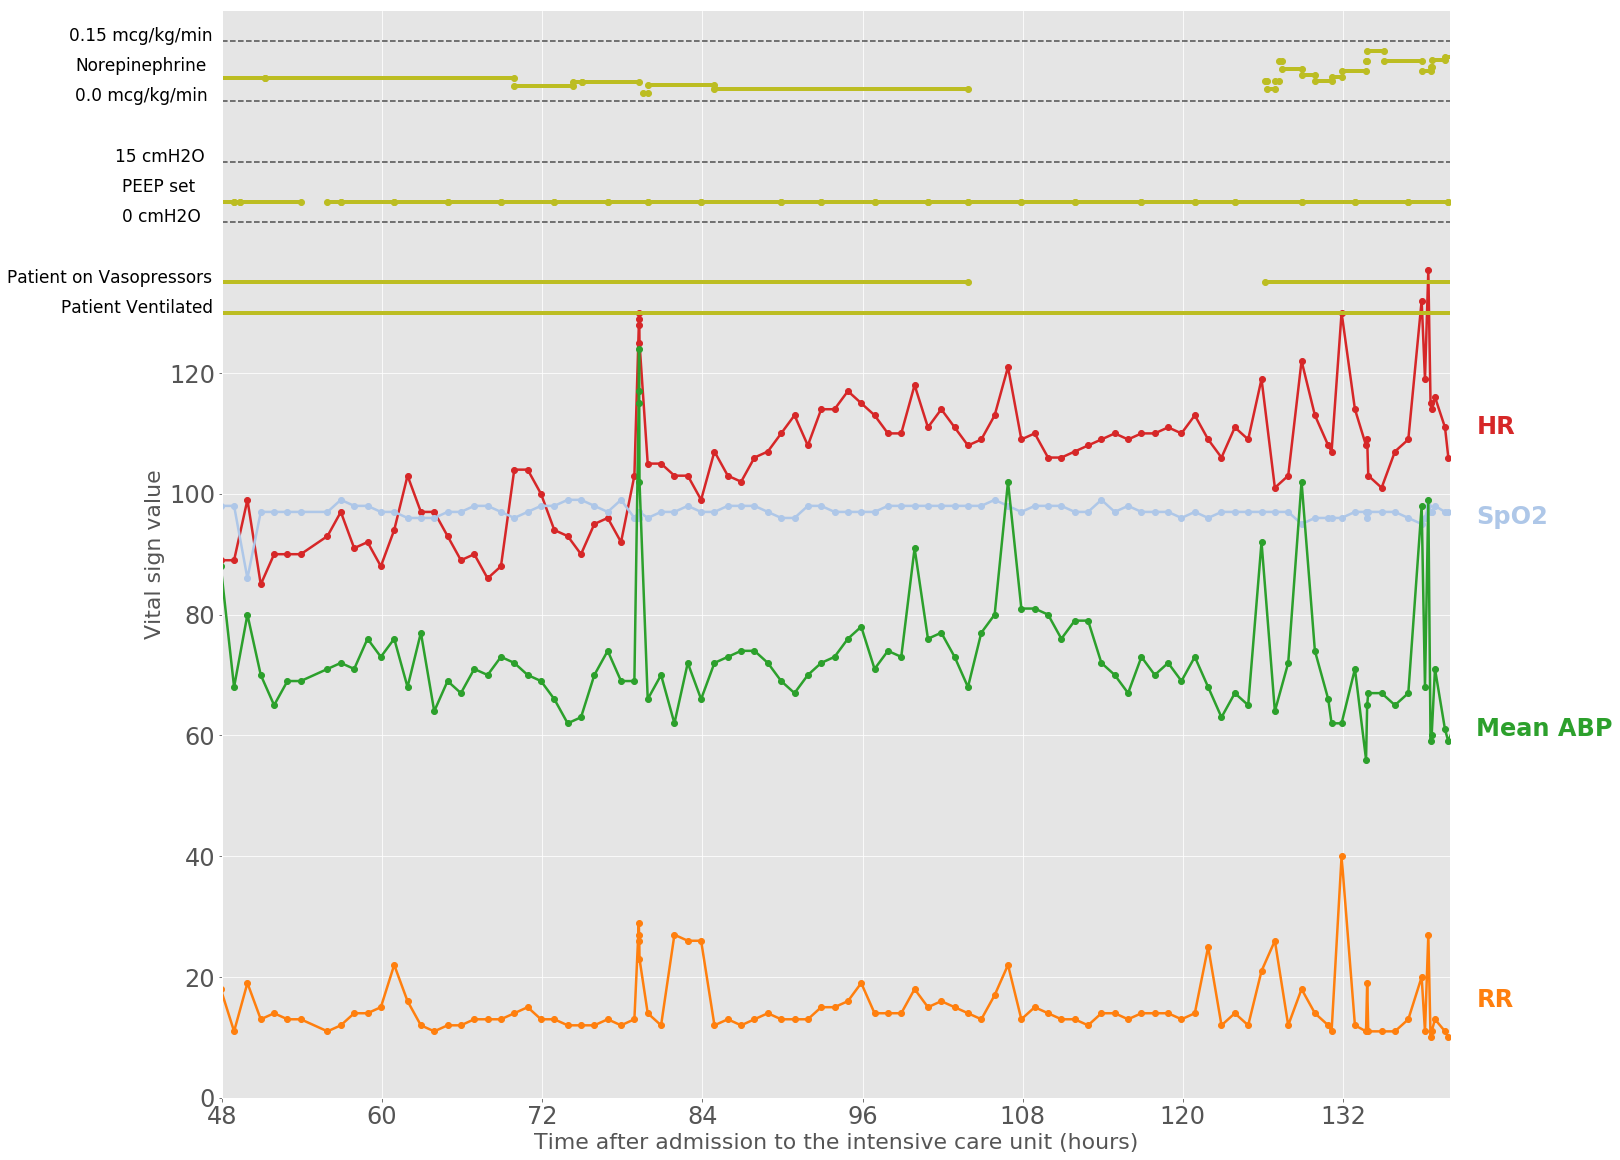 0.15 mcg/kg/min
Norepinephrine
0.0 mcg/kg/min
15 cmH2O
PEEP set
0 cmH2O
Patient on Vasopressors
Patient Ventilated
120
100
80
60
40
20
0
Vital sign value
HR
SpO2
Mean ABP
RR
48 60 72 84 96 108 120 132
Time after admission to the intensive care unit (hours)